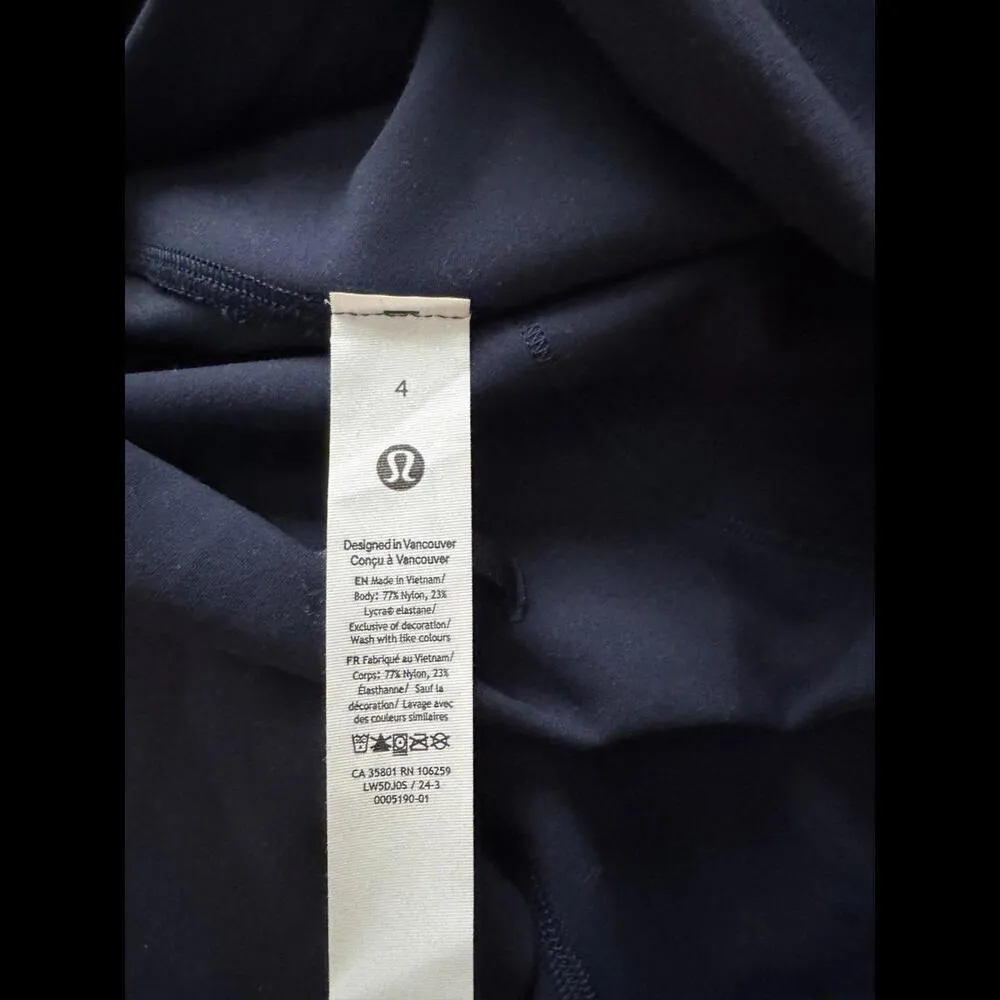 4
Designed in Vancouver
Conçu à Vancouver
EN Made in Vietnam/
Body: 77% Nylon, 23%
Lycra® elastane/
Exclusive of decoration/
Wash with like colours
FR Fabriqué au Vietnam/
Corps: 77% Nylon, 23%
Élasthanne/ Sauf la
décoration/ Lavage avec
des couleurs similaires
CA 35801 RN 106259
LW5DJ0S / 24-3
0005190-01